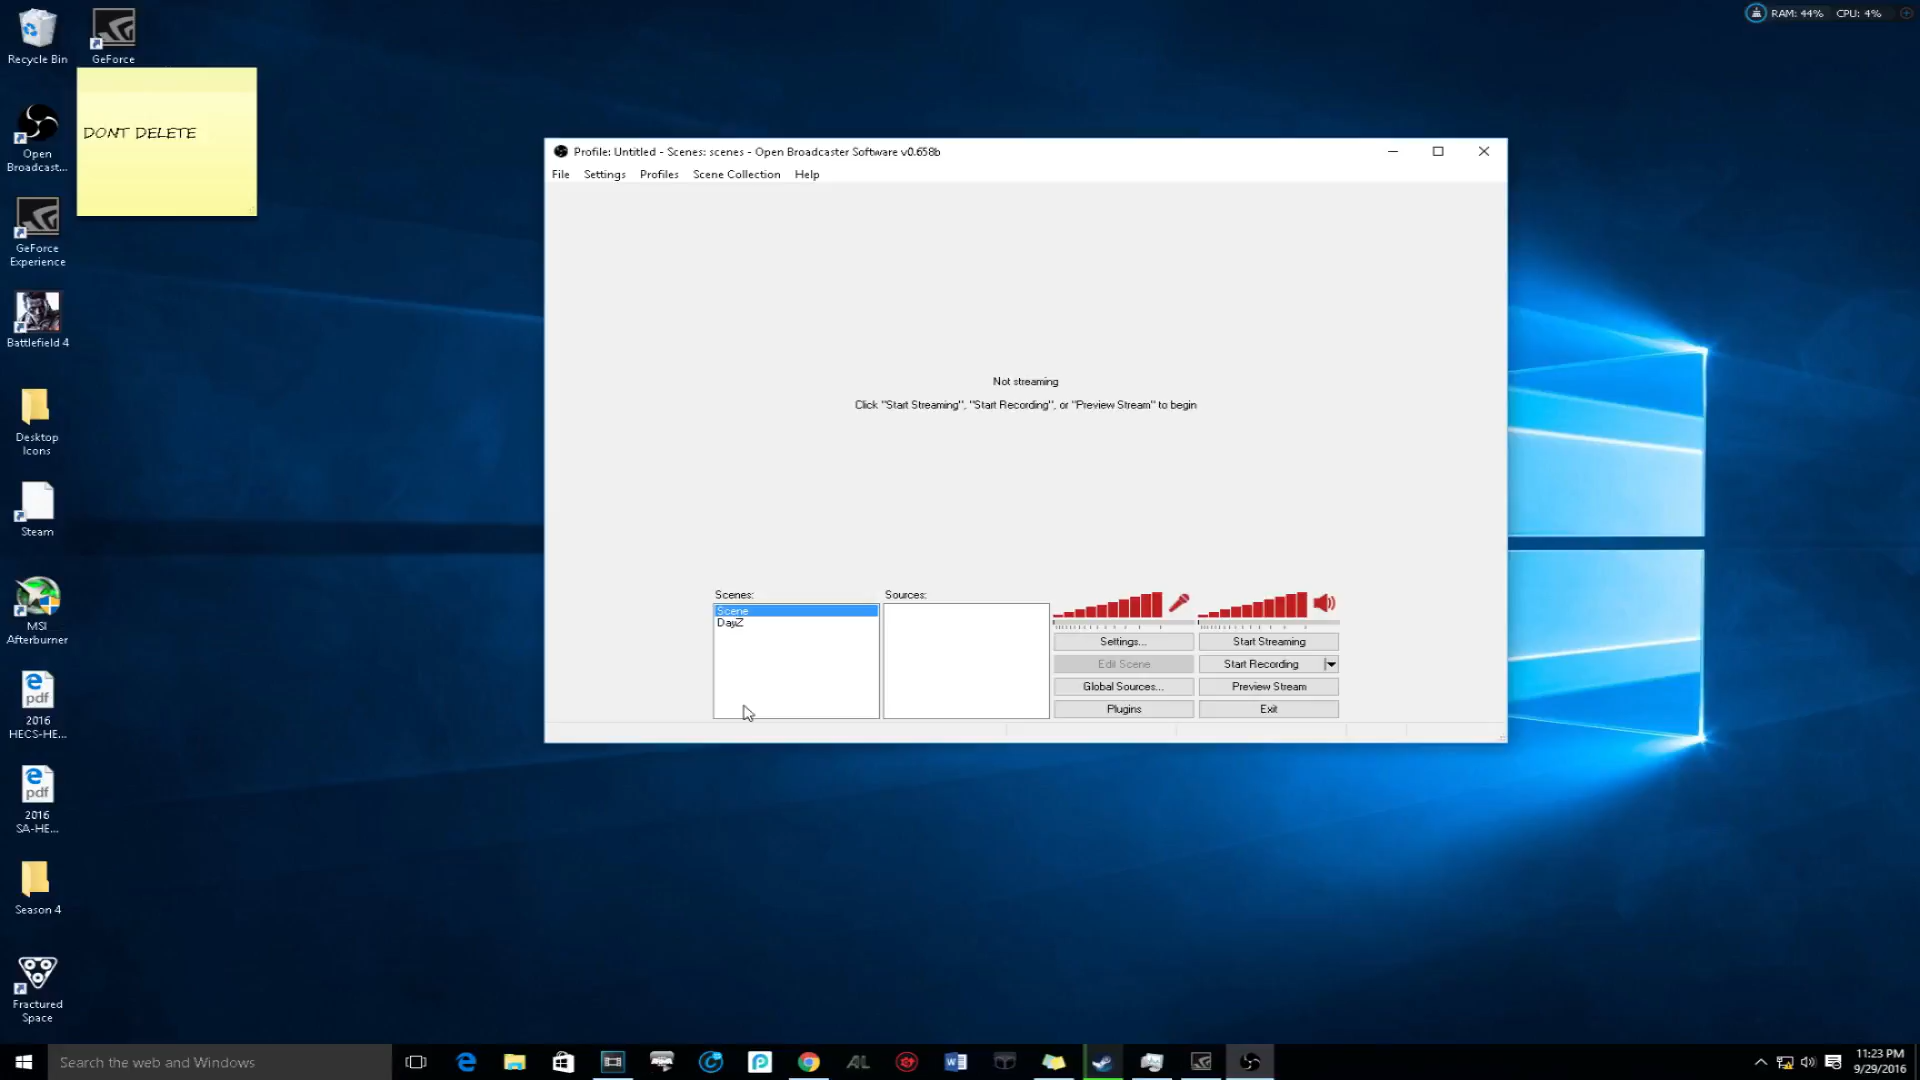 RAM: 44% CPU: 4%
Recycle Bin
GeForce
DONT DELETE
Open
Broadcast...
GeForce
Experience
Battlefield 4
Desktop
Icons
Steam
MSI
Afterburner
pdf
2016
HECS-HE...
pdf
2016
SA-HE...
Season 4
Fractured
Space
Profile: Untitled - Scenes: scenes - Open Broadcaster Software v0.658b
File Settings Profiles Scene Collection Help
Not streaming
Click "Start Streaming", "Start Recording", or "Preview Stream" to begin
Scenes:
Scene
DayZ
Sources:
Settings...
Start Streaming
Edit Scene
Start Recording
Global Sources...
Preview Stream
Plugins
Exit
Search the web and Windows
AL
11:23 PM
9/29/2016